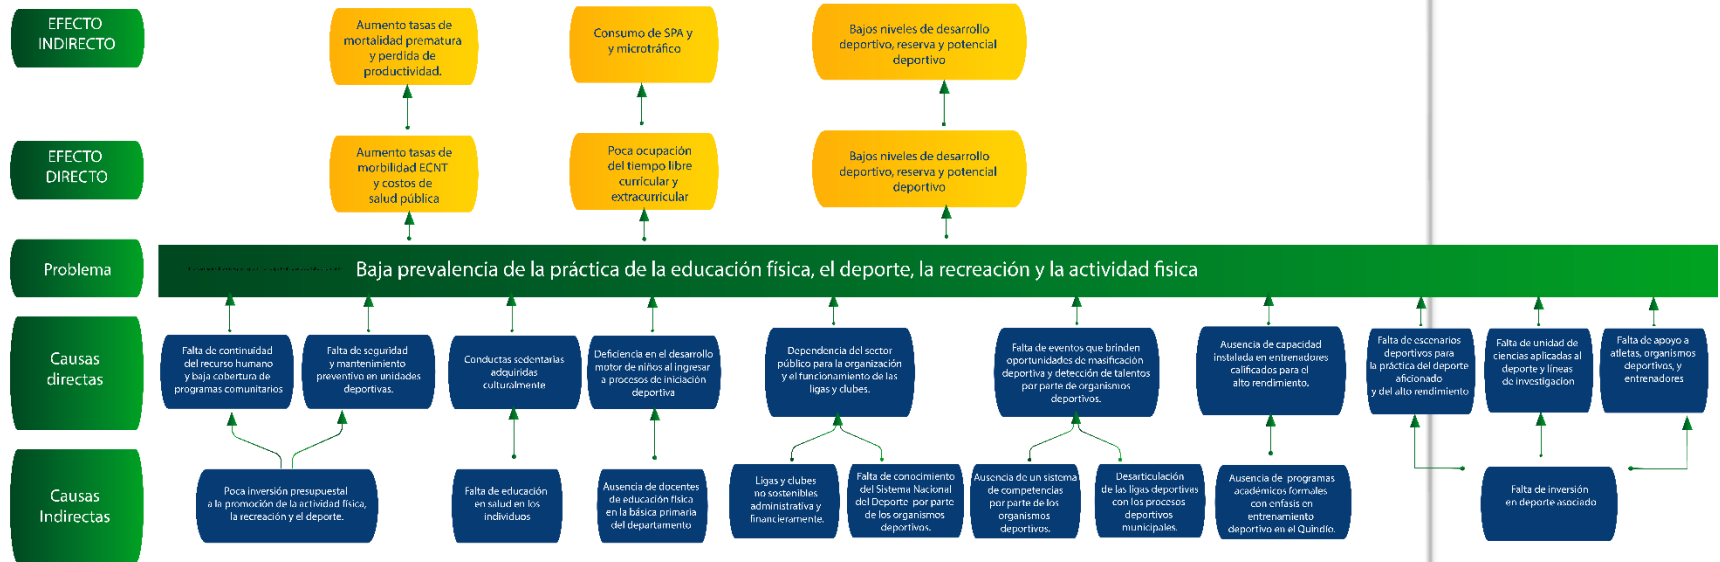 EFECTO
INDIRECTO
Aumento tasas de
mortalidad prematura
y perdida de
productividad.
Consumo de SPA y
y microtráfico
Bajos niveles de desarrollo
deportivo, reserva y potencial
deportivo
EFECTO
DIRECTO
Aumento tasas de
morbilidad ECNT
y costos de
salud pública
Poca ocupación
del tiempo libre
curricular y
extracurricular
Bajos niveles de desarrollo
deportivo, reserva y potencial
deportivo
Problema
Baja prevalencia de la práctica de la educación física, el deporte, la recreación y la actividad fisica
Causas
directas
Falta de continuidad
del recurso humano
y baja cobertura de
programas comunitarios
Falta de seguridad
y mantenimiento
preventivo en unidades
deportivas.
Conductas sedentarias
adquiridas
culturalmente
Deficiencia en el desarrollo
motor de niños al ingresar
a procesos de iniciación
deportiva
Dependencia del sector
público para la organización
y el funcionamiento de las
ligas y clubes.
Falta de eventos que brinden
oportunidades de masificación
deportiva y detección de talentos
por parte de organismos
deportivos.
Ausencia de capacidad
instalada en entrenadores
calificados para el
alto rendimiento.
Falta de escenarios
deportivos para
la práctica del deporte
aficionado
y del alto rendimiento
Falta de unidad de
ciencias aplicadas al
deporte y líneas
de investigacion
Falta de apoyo a
atletas, organismos
deportivos, y
entrenadores
Causas
Indirectas
Poca inversión presupuestal
a la promoción de la actividad física,
la recreación y el deporte.
Falta de educación
en salud en los
individuos
Ausencia de docentes
de educación física
en la básica primaria
del departamento
Ligas y clubes
no sostenibles
administrativa y
financieramente.
Falta de conocimiento
del Sistema Nacional
del Deporte por parte
de los organismos
deportivos.
Ausencia de un sistema
de competencias
por parte de los
organismos
deportivos.
Desarticulación
de las ligas deportivas
con los procesos
deportivos
municipales.
Ausencia de programas
académicos formales
con enfasis en
entrenamiento
deportivo en el Quindío.
Falta de inversión
en deporte asociado